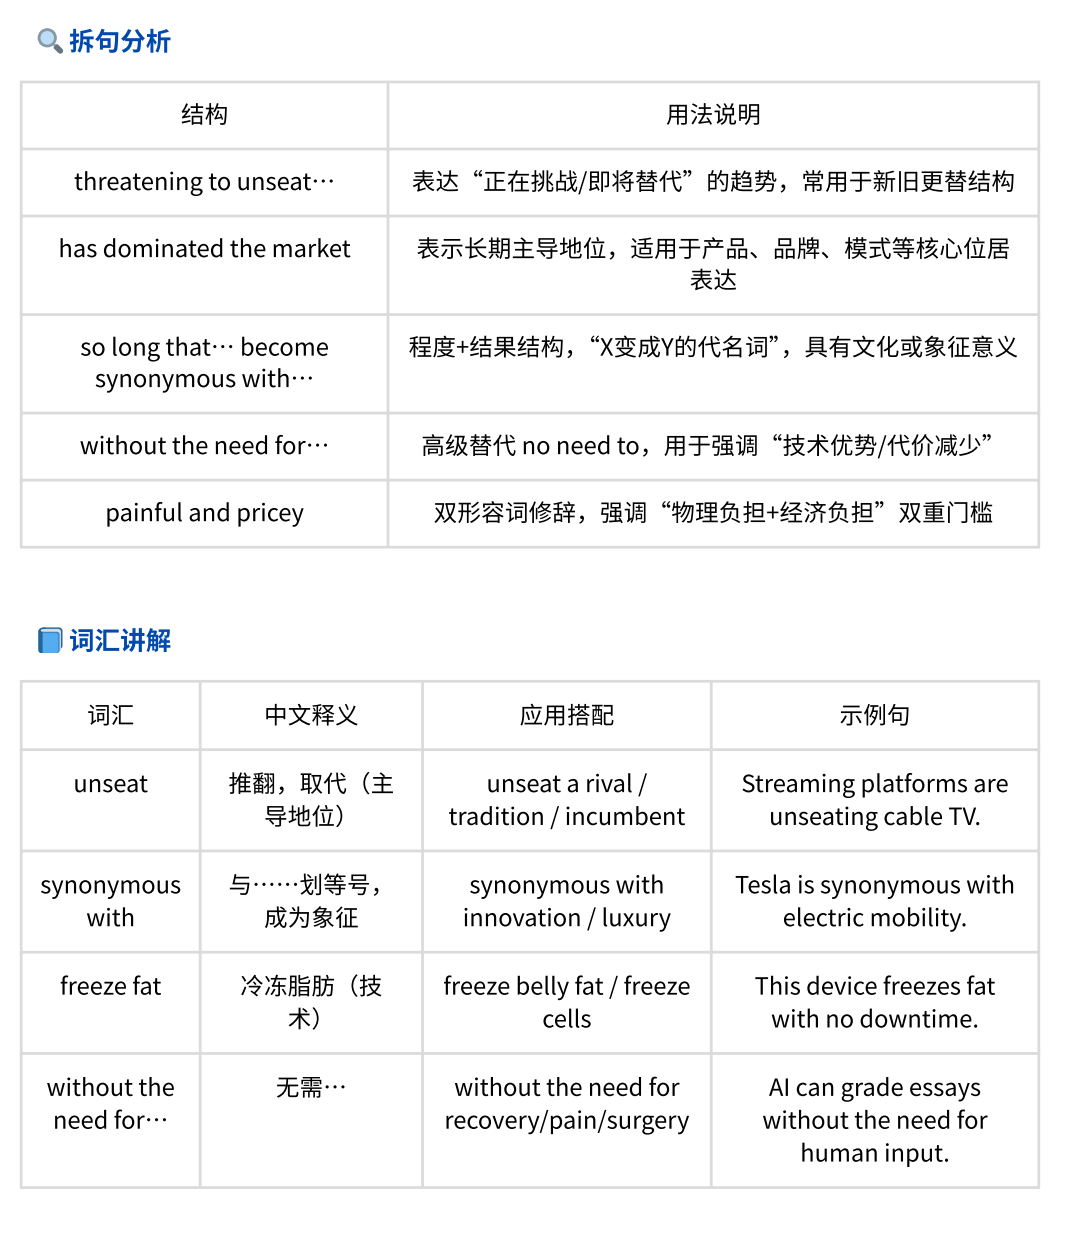 拆句分析
结构
用法说明
threatening to unseat…
表达“正在挑战/即将替代”的趋势，常用于新旧更替结构
has dominated the market
表示长期主导地位，适用于产品、品牌、模式等核心位居
表达
so long that… become
synonymous with…
程度+结果结构，“X变成Y的代名词”，具有文化或象征意义
without the need for…
高级替代 no need to，用于强调“技术优势/代价减少”
painful and pricey
双形容词修辞，强调“物理负担+经济负担”双重门槛
词汇讲解
词汇
中文释义
应用搭配
示例句
unseat
推翻，取代（主
导地位）
unseat a rival /
tradition / incumbent
Streaming platforms are
unseating cable TV.
synonymous
with
与……划等号，
成为象征
synonymous with
innovation / luxury
Tesla is synonymous with
electric mobility.
freeze fat
冷冻脂肪（技
术）
freeze belly fat / freeze
cells
This device freezes fat
with no downtime.
without the
need for…
无需…
without the need for
recovery/pain/surgery
AI can grade essays
without the need for
human input.